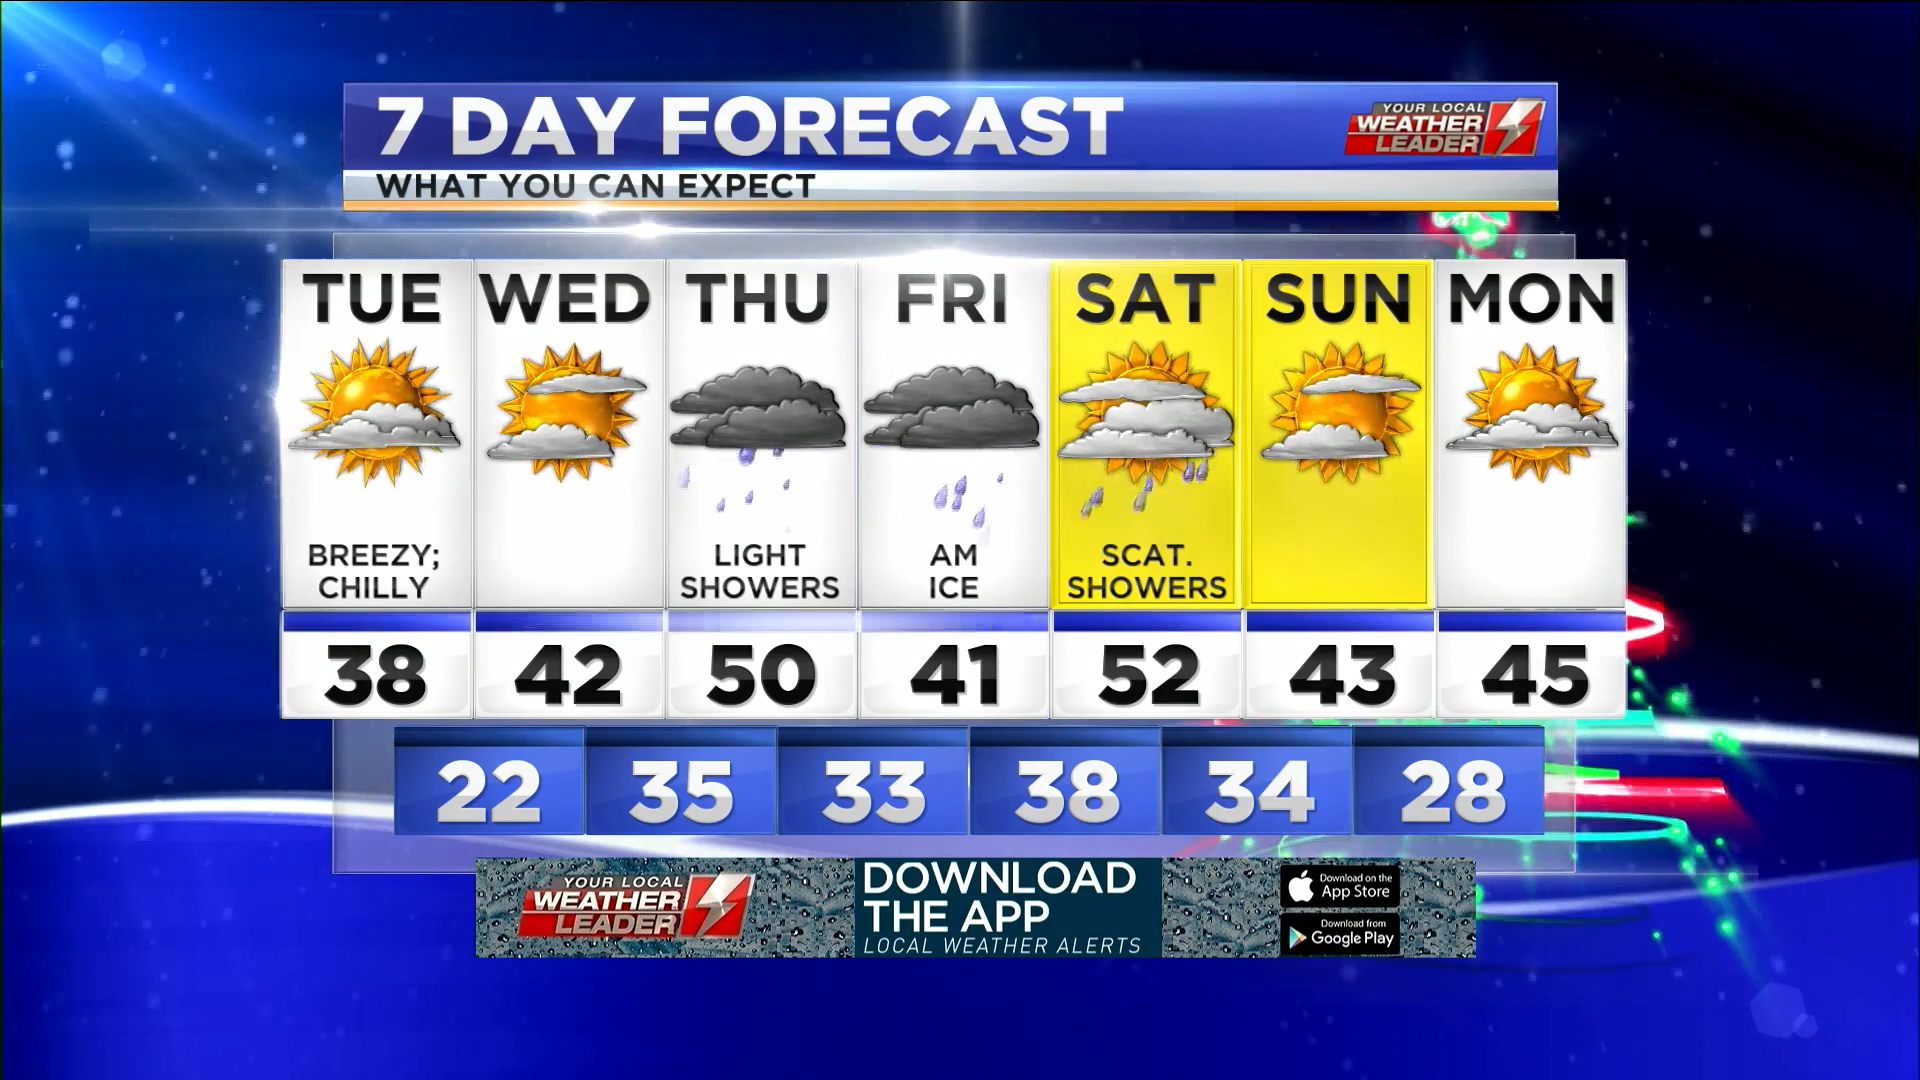 7 DAY FORECAST
YOUR LOCAL
WEATHER
LEADER
WHAT YOU CAN EXPECT
TUE WED THU FRI SAT SUN MON
BREEZY;
CHILLY
LIGHT
SHOWERS
AM
ICE
SCAT.
SHOWERS
38 42 50 41 52 43 45
22 35 33 38 34 28
YOUR LOCAL
WEATHER
LEADER
DOWNLOAD
THE APP
LOCAL WEATHER ALERTS
Download on the
App Store
Download from
Google Play